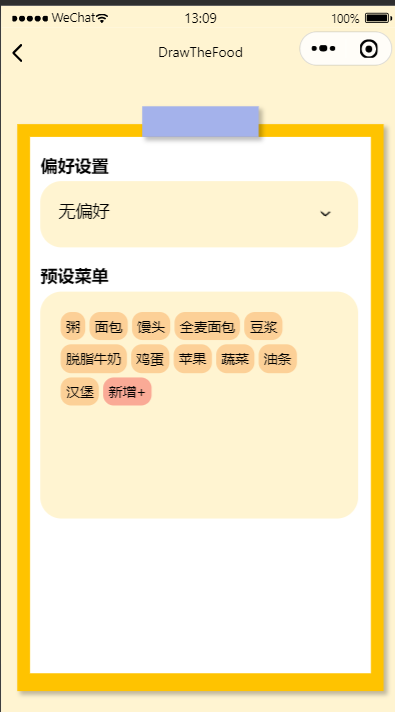 WeChat 13:09 100%
DrawTheFood
偏好设置
无偏好
预设菜单
粥 面包 馒头 全麦面包 豆浆
脱脂牛奶 鸡蛋 苹果 蔬菜 油条
汉堡 新增+